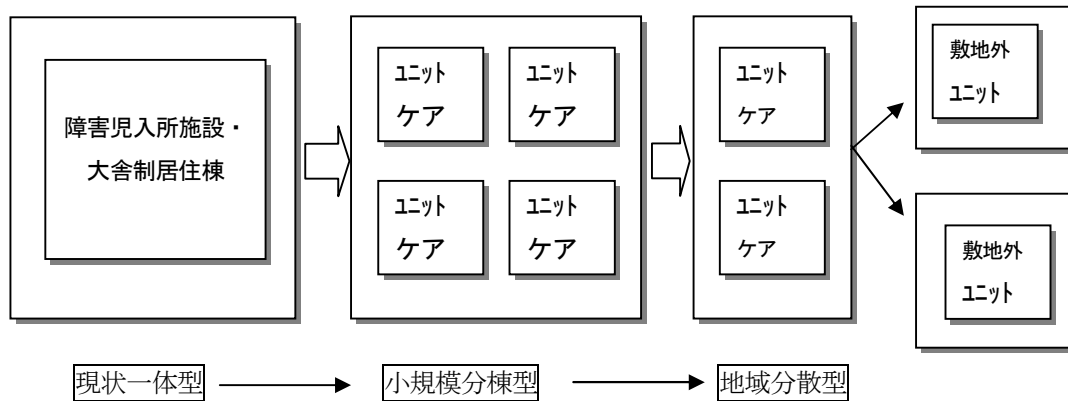 障害児入所施設・
大舎制居住棟
ﾕﾆｯﾄ
ケア
ﾕﾆｯﾄ
ケア
ﾕﾆｯﾄ
ケア
ﾕﾆｯﾄ
ケア
ﾕﾆｯﾄ
ケア
ﾕﾆｯﾄ
ケア
敷地外
ﾕﾆｯﾄ
敷地外
ﾕﾆｯﾄ
現状一体型
小規模分棟型
地域分散型